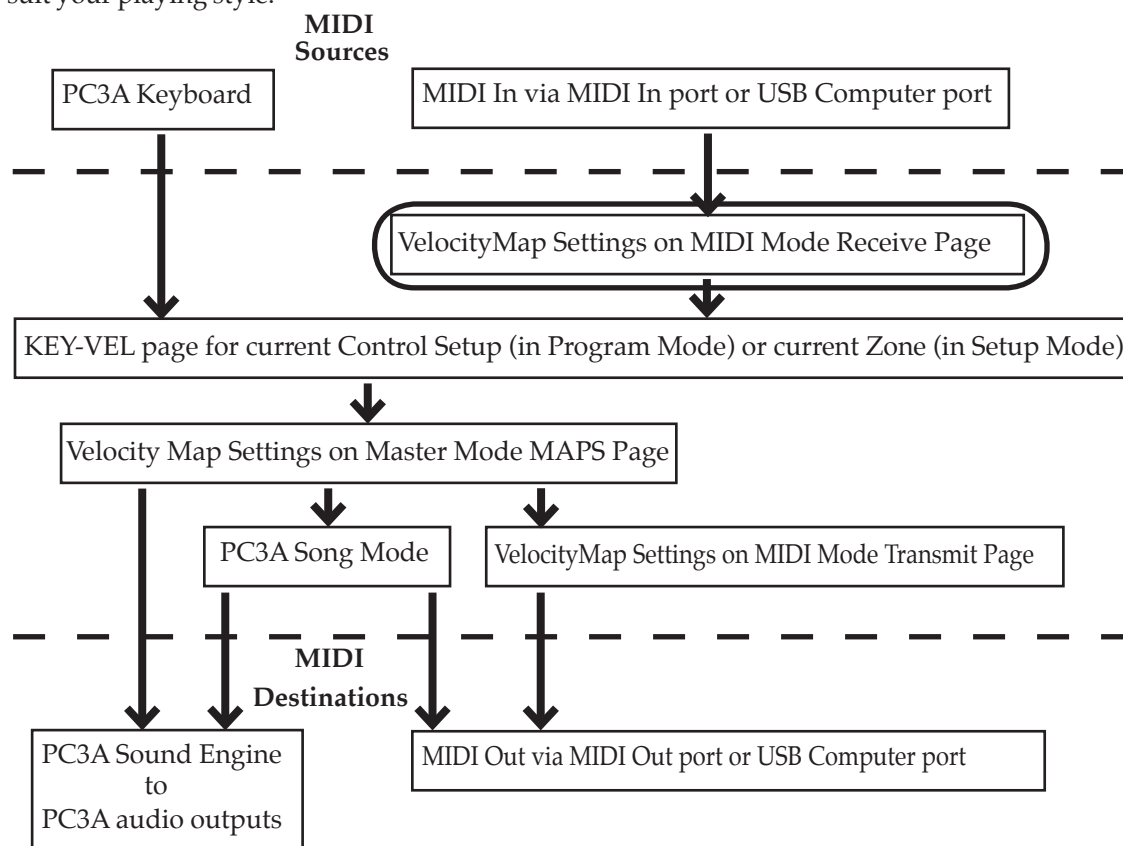 suit your playing style.
MIDI
Sources
PC3A Keyboard
MIDI In via MIDI In port or USB Computer port
VelocityMap Settings on MIDI Mode Receive Page
KEY-VEL page for current Control Setup (in Program Mode) or current Zone (in Setup Mode)
Velocity Map Settings on Master Mode MAPS Page
PC3A Song Mode
VelocityMap Settings on MIDI Mode Transmit Page
MIDI
Destinations
PC3A Sound Engine
to
PC3A audio outputs
MIDI Out via MIDI Out port or USB Computer port